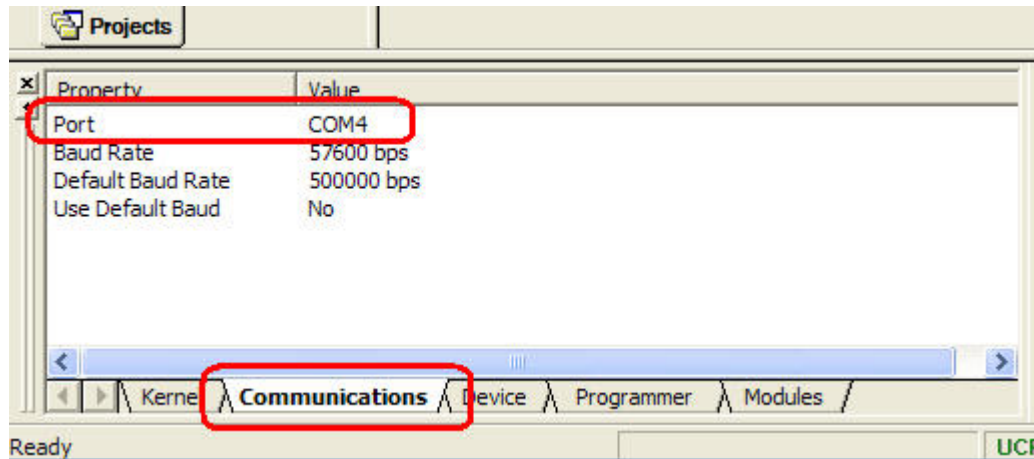 Projects
Property Value
Port COM4
Baud Rate 57600 bps
Default Baud Rate 500000 bps
Use Default Baud No
Kernel Communications Device Programmer Modules
Ready